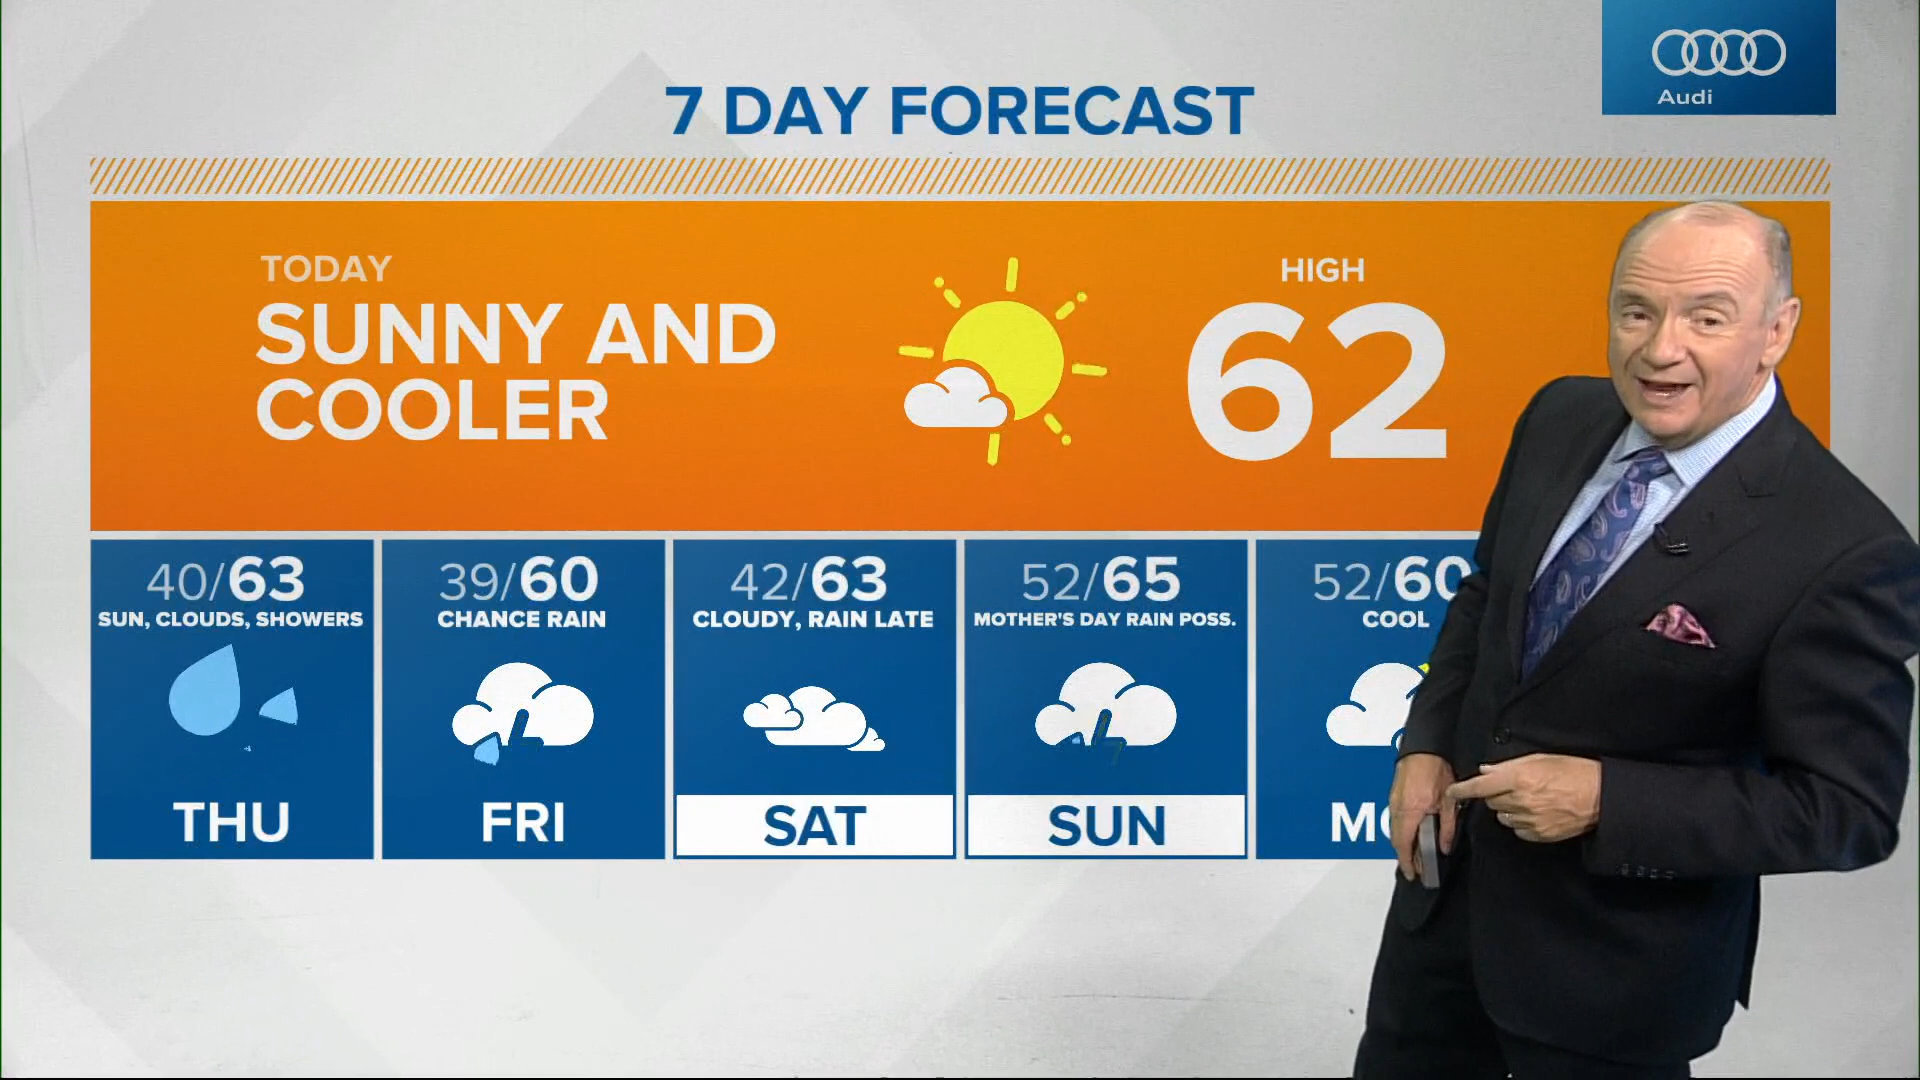 Audi
7 DAY FORECAST
TODAY
SUNNY AND
COOLER
HIGH
62
40/63
SUN, CLOUDS, SHOWERS
THU
39/60
CHANCE RAIN
FRI
42/63
CLOUDY, RAIN LATE
SAT
52/65
MOTHER'S DAY RAIN POSS.
SUN
52/60
COOL